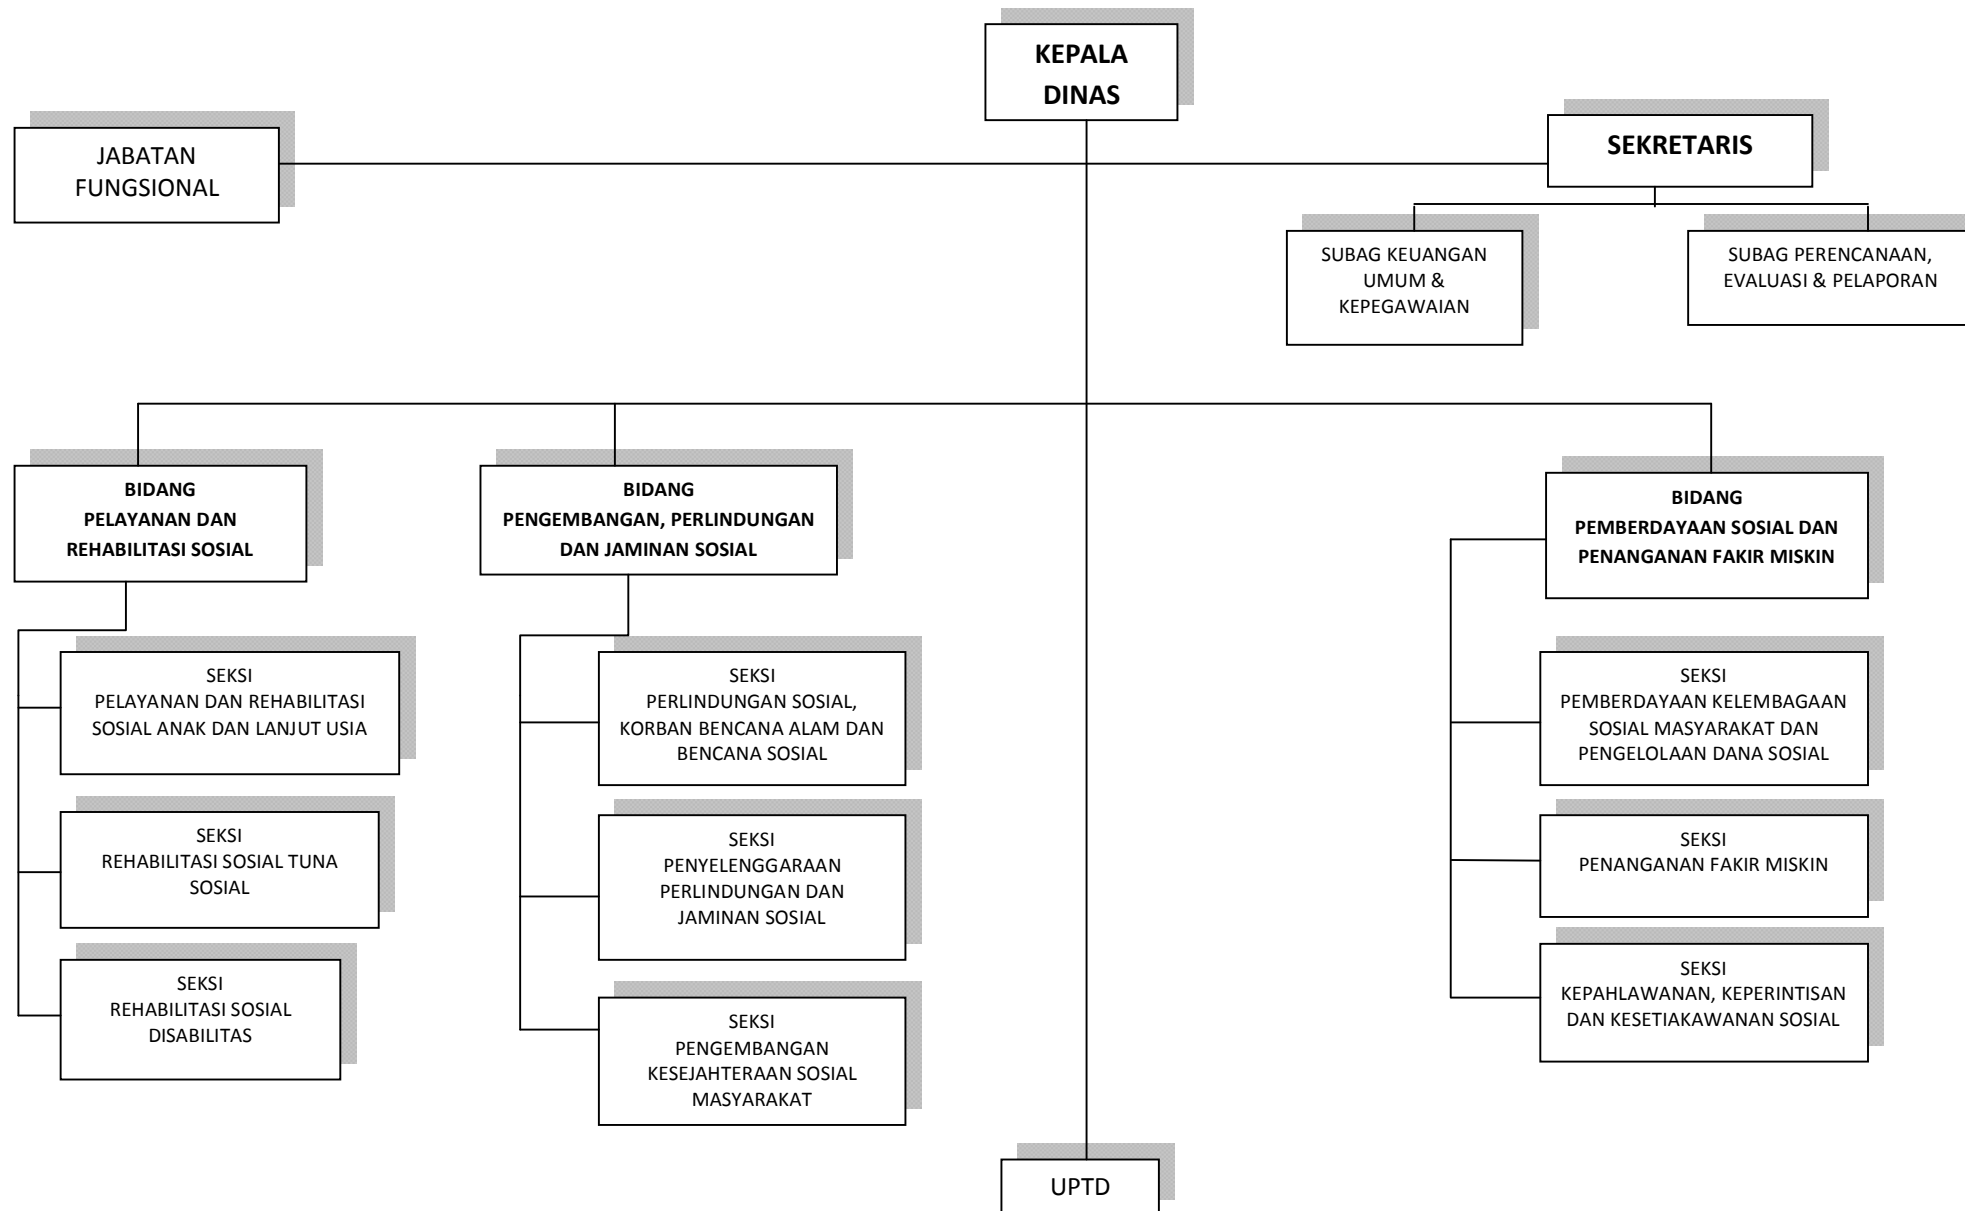 KEPALA
DINAS
JABATAN
FUNGSIONAL
SEKRETARIS
SUBAG KEUANGAN
UMUM &
KEPEGAWAIAN
SUBAG PERENCANAAN,
EVALUASI & PELAPORAN
BIDANG
PELAYANAN DAN
REHABILITASI SOSIAL
SEKSI
PELAYANAN DAN REHABILITASI
SOSIAL ANAK DAN LANJUT USIA
SEKSI
REHABILITASI SOSIAL TUNA
SOSIAL
SEKSI
REHABILITASI SOSIAL
DISABILITAS
BIDANG
PENGEMBANGAN, PERLINDUNGAN
DAN JAMINAN SOSIAL
SEKSI
PERLINDUNGAN SOSIAL,
KORBAN BENCANA ALAM DAN
BENCANA SOSIAL
SEKSI
PENYELENGGARAAN
PERLINDUNGAN DAN
JAMINAN SOSIAL
SEKSI
PENGEMBANGAN
KESEJAHTERAAN SOSIAL
MASYARAKAT
BIDANG
PEMBERDAYAAN SOSIAL DAN
PENANGANAN FAKIR MISKIN
SEKSI
PEMBERDAYAAN KELEMBAGAAN
SOSIAL MASYARAKAT DAN
PENGELOLAAN DANA SOSIAL
SEKSI
PENANGANAN FAKIR MISKIN
SEKSI
KEPAHLAWANAN, KEPERINTISAN
DAN KESETIAKAWANAN SOSIAL
UPTD